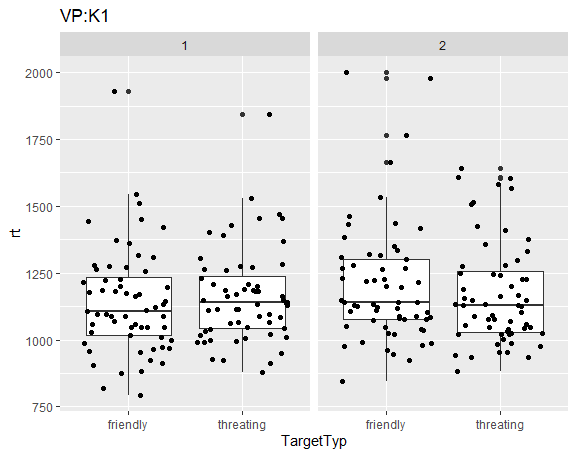 VP:K1
1 2
rt
2000
1750
1500
1250
1000
750
friendly threating friendly threating
TargetTyp